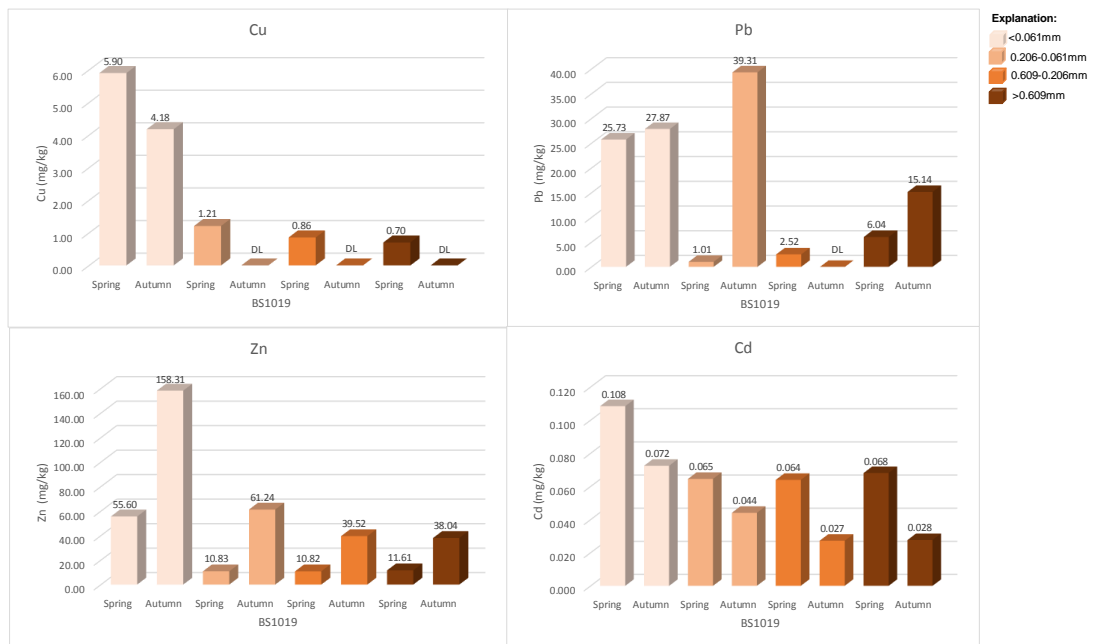 Cu
5.90
4.18
1.21
DL
0.86
DL
0.70
DL
6.00
5.00
4.00
3.00
2.00
1.00
0.00
Cu (mg/kg)
Spring Autumn Spring Autumn Spring Autumn Spring Autumn
BS1019
Pb
25.73
27.87
1.01
39.31
2.52
DL
6.04
15.14
40.00
35.00
30.00
25.00
20.00
15.00
10.00
5.00
0.00
Pb (mg/kg)
Spring Autumn Spring Autumn Spring Autumn Spring Autumn
BS1019
Explanation:
<0.061mm
0.206-0.061mm
0.609-0.206mm
>0.609mm
Zn
55.60
158.31
10.83
61.24
10.82
39.52
11.61
38.04
160.00
140.00
120.00
100.00
80.00
60.00
40.00
20.00
0.00
Zn (mg/kg)
Spring Autumn Spring Autumn Spring Autumn Spring Autumn
BS1019
Cd
0.108
0.072
0.065
0.044
0.064
0.027
0.068
0.028
0.120
0.100
0.080
0.060
0.040
0.020
0.000
Cd (mg/kg)
Spring Autumn Spring Autumn Spring Autumn Spring Autumn
BS1019